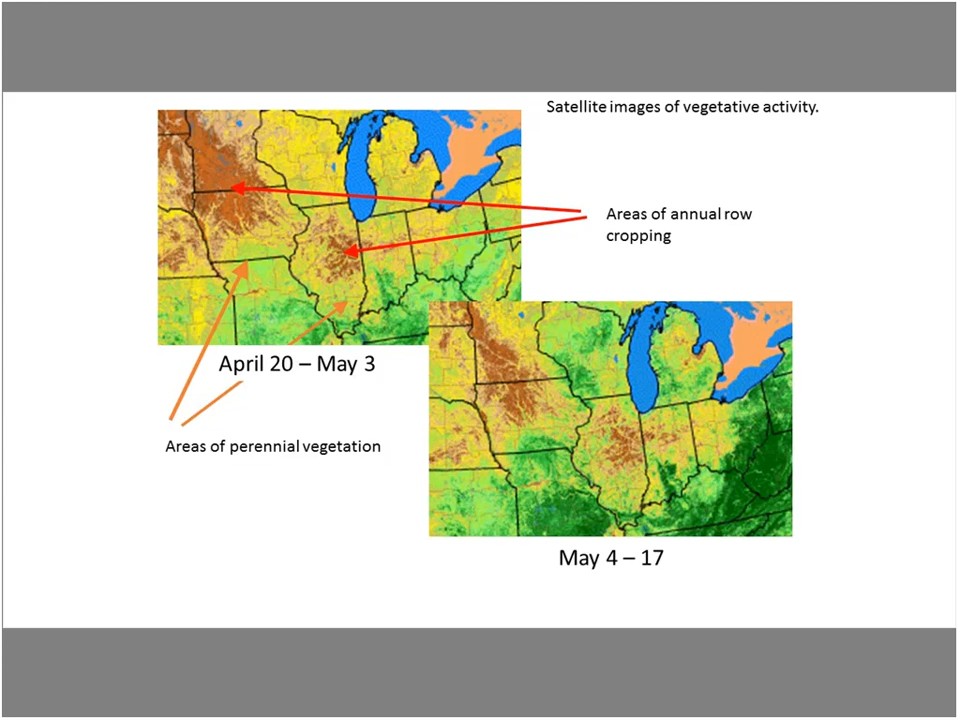 Satellite images of vegetative activity.
Areas of annual row
cropping
April 20 – May 3
Areas of perennial vegetation
May 4 – 17